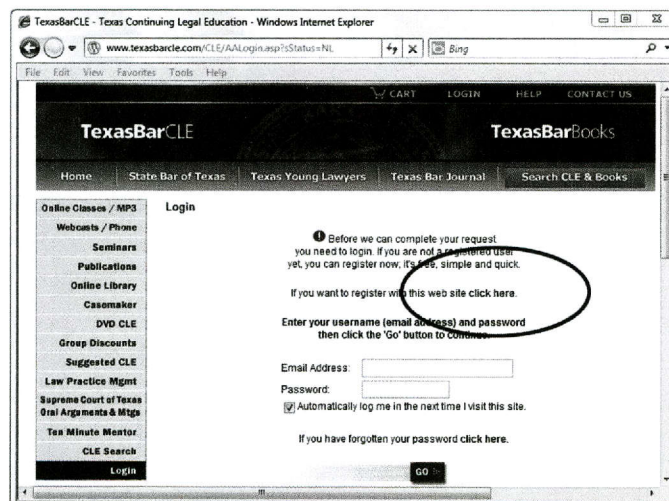 TexasBarCLE - Texas Continuing Legal Education - Windows Internet Explorer
www.texasbarcle.com/CLE/AALogin.asp?sStatus=NL
Bing
File Edit View Favorites Tools Help
CART LOGIN HELP CONTACT US
TexasBarCLE
TexasBarBooks
Home State Bar of Texas Texas Young Lawyers Texas Bar Journal Search CLE & Books
Online Classes / MP3
Webcasts / Phone
Seminars
Publications
Online Library
Casemaker
DVD CLE
Group Discounts
Suggested CLE
Law Practice Mgmt
Supreme Court of Texas
Oral Arguments & Mtgs
Ten Minute Mentor
CLE Search
Login
Login
Before we can complete your request
you need to login. If you are not a registered user
yet, you can register now; it's free, simple and quick.
If you want to register with this web site click here.
Enter your username (email address) and password
then click the 'Go' button to continue.
Email Address:
Password:
Automatically log me in the next time I visit this site.
If you have forgotten your password click here.
GO